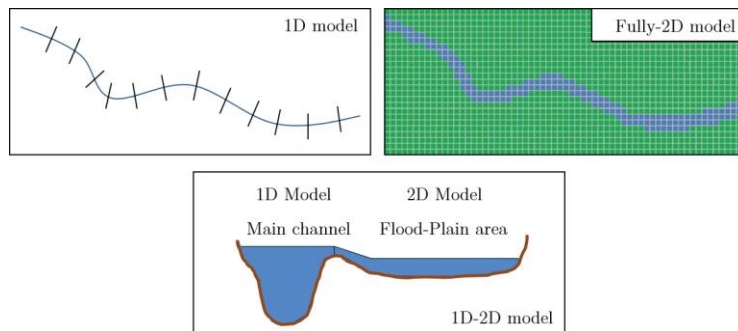 1D model
Fully-2D model
1D Model 2D Model
Main channel Flood-Plain area
1D-2D model